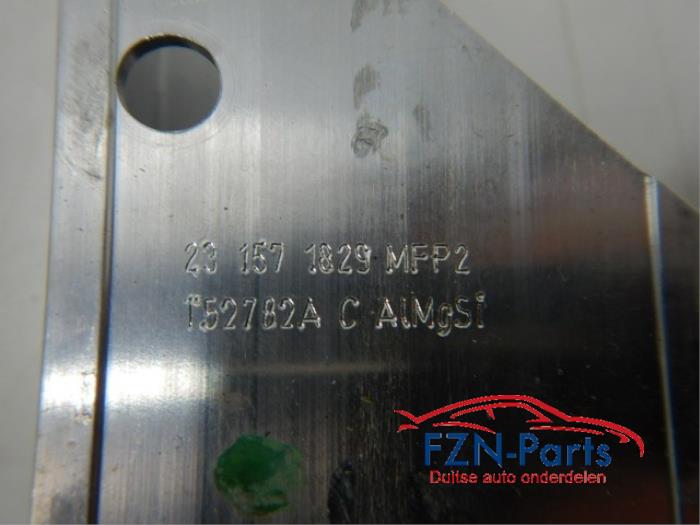 23 157 1829 MFP2
T52782A C AlMgSi
FZN-Parts
Duitse auto onderdelen